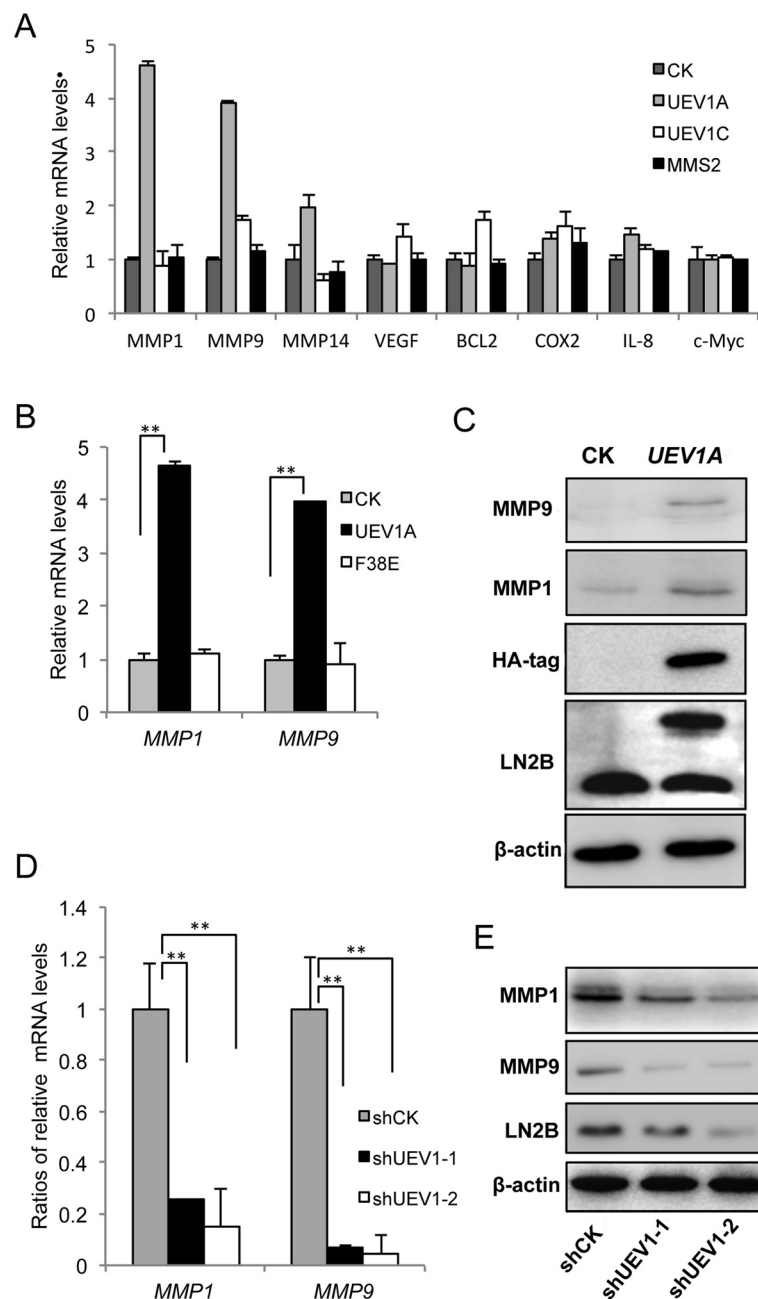 A
Relative mRNA levels•
6
5
4
3
2
1
0
CK
UEV1A
UEV1C
MMS2
MMP1 MMP9 MMP14 VEGF BCL2 COX2 IL-8 c-Myc
B
Relative mRNA levels
5
4
3
2
1
0
**
**
CK
UEV1A
F38E
MMP1 MMP9
C
CK UEV1A
MMP9
MMP1
HA-tag
LN2B
β-actin
D
Ratios of relative mRNA levels
1.4
1.2
1
0.8
0.6
0.4
0.2
0
**
**
**
**
shCK
shUEV1-1
shUEV1-2
MMP1 MMP9
E
MMP1
MMP9
LN2B
β-actin
shCK shUEV1-1 shUEV1-2